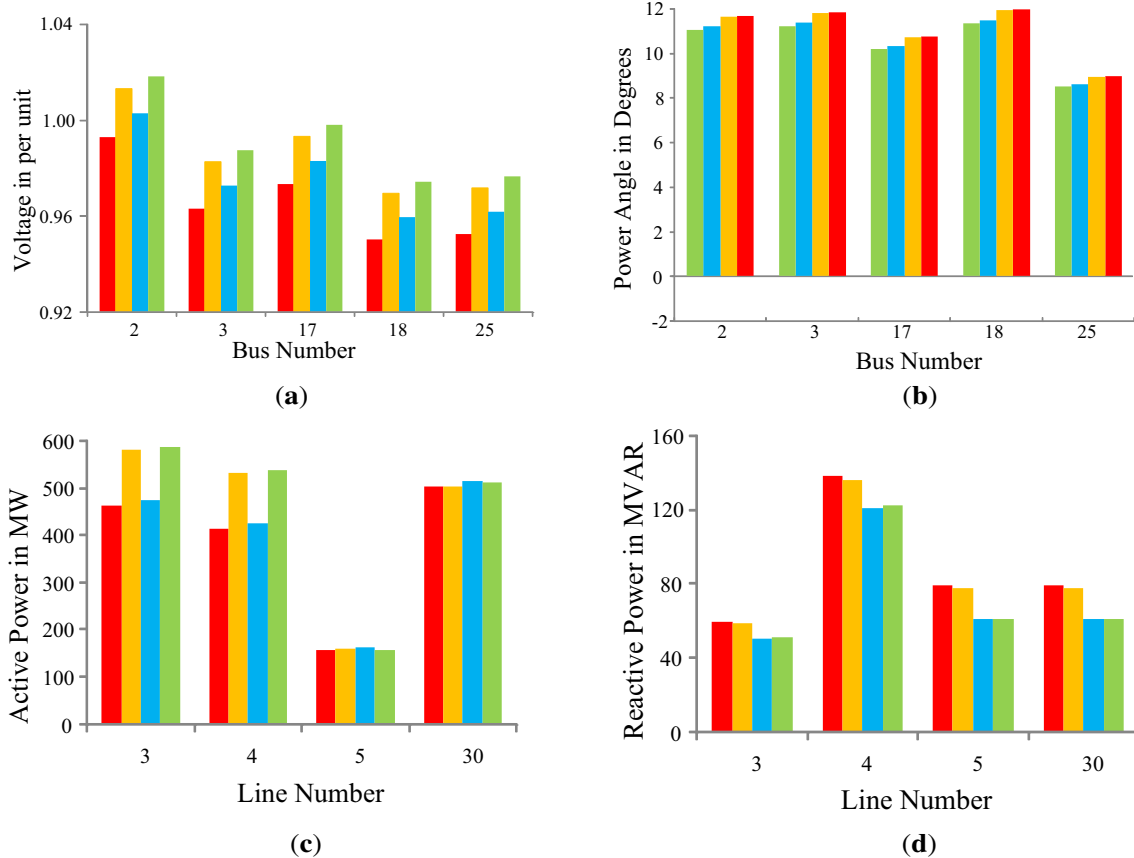 1.04
1.00
0.96
0.92
Voltage in per unit
2 3 17 18 25
Bus Number
(a)
12
10
8
6
4
2
0
-2
Power Angle in Degrees
2 3 17 18 25
Bus Number
(b)
600
500
400
300
200
100
0
Active Power in MW
3 4 5 30
Line Number
(c)
160
120
80
40
0
Reactive Power in MVAR
3 4 5 30
Line Number
(d)